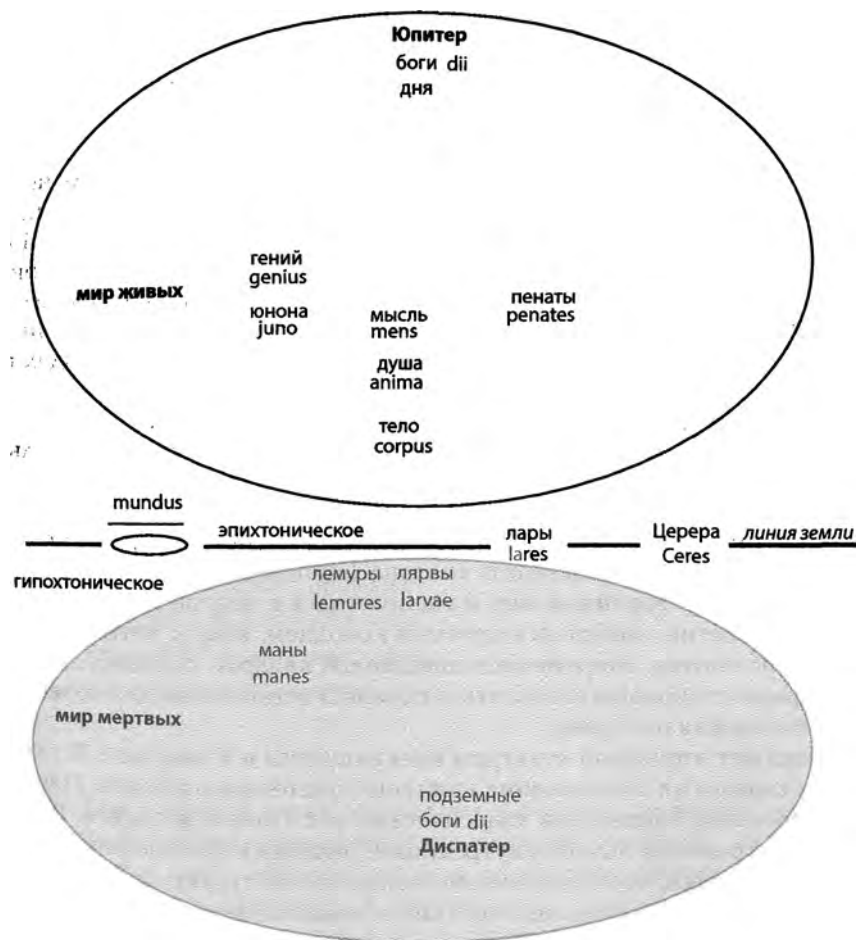 Юпитер
боги dii
дня
гений
genius
мир живых
юнона
juno
мысль
mens
пенаты
penates
душа
anima
тело
corpus
mundus
эпихтоническое
лары
lares
Церера
Ceres
линия земли
гипохтоническое
лемуры лярвы
lemures larvae
маны
manes
мир мертвых
подземные
боги dii
Диспатер